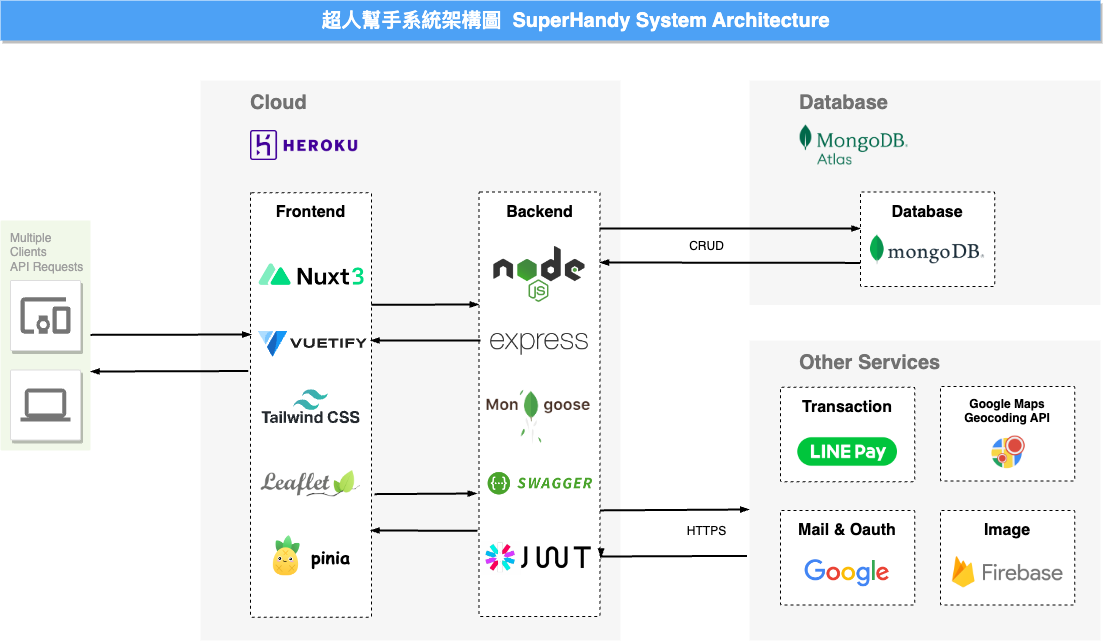 超人幫手系統架構圖 SuperHandy System Architecture
Cloud
HEROKU
Multiple
Clients
API Requests
Frontend
Nuxt3
VUETIFY
Tailwind CSS
Leaflet
pinia
Backend
node
JS
express
Mongoose
SWAGGER
JWT
CRUD
HTTPS
Database
MongoDB.
Atlas
Database
mongoDB.
Other Services
Transaction
LINE Pay
Google Maps
Geocoding API
Mail & Oauth
Google
Image
Firebase